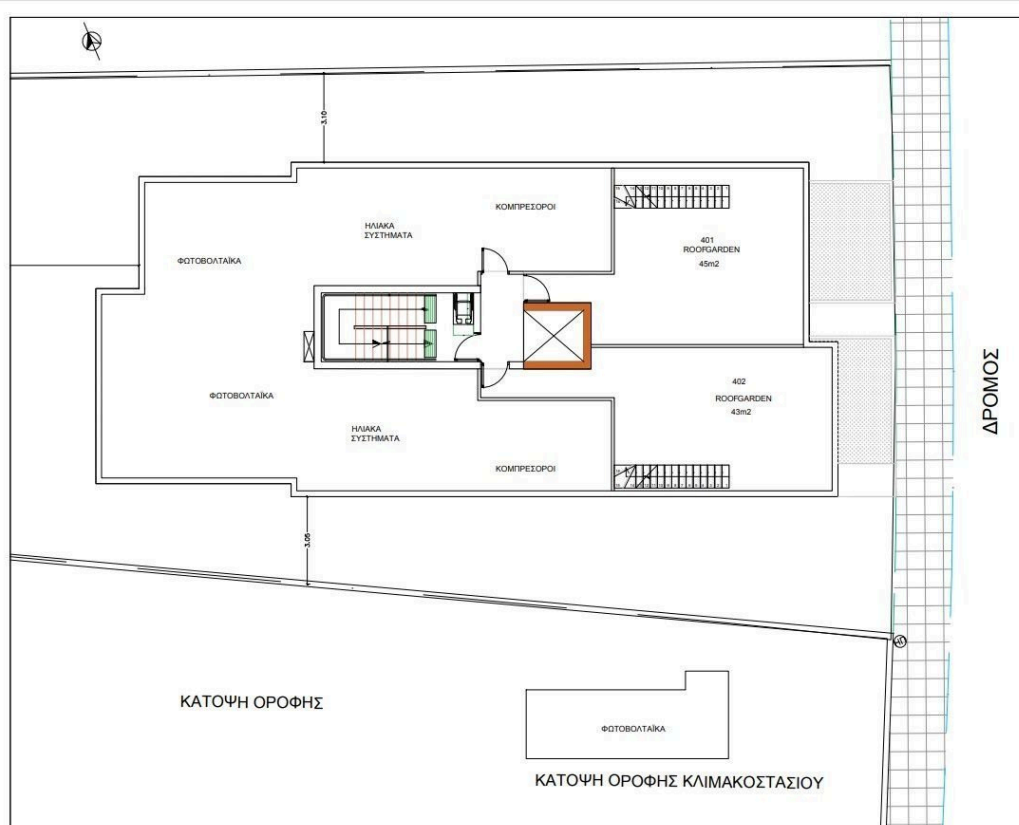 3.10
ΚΟΜΠΡΕΣΟΡΟΙ
ΗΛΙΑΚΑ
ΣΥΣΤΗΜΑΤΑ
401
ROOFGARDEN
45m2
ΦΩΤΟΒΟΛΤΑΪΚΑ
ΔΡΟΜΟΣ
402
ROOFGARDEN
43m2
ΦΩΤΟΒΟΛΤΑΪΚΑ
ΗΛΙΑΚΑ
ΣΥΣΤΗΜΑΤΑ
ΚΟΜΠΡΕΣΟΡΟΙ
3.05
ΚΑΤΟΨΗ ΟΡΟΦΗΣ
ΦΩΤΟΒΟΛΤΑΪΚΑ
ΚΑΤΟΨΗ ΟΡΟΦΗΣ ΚΛΙΜΑΚΟΣΤΑΣΙΟΥ